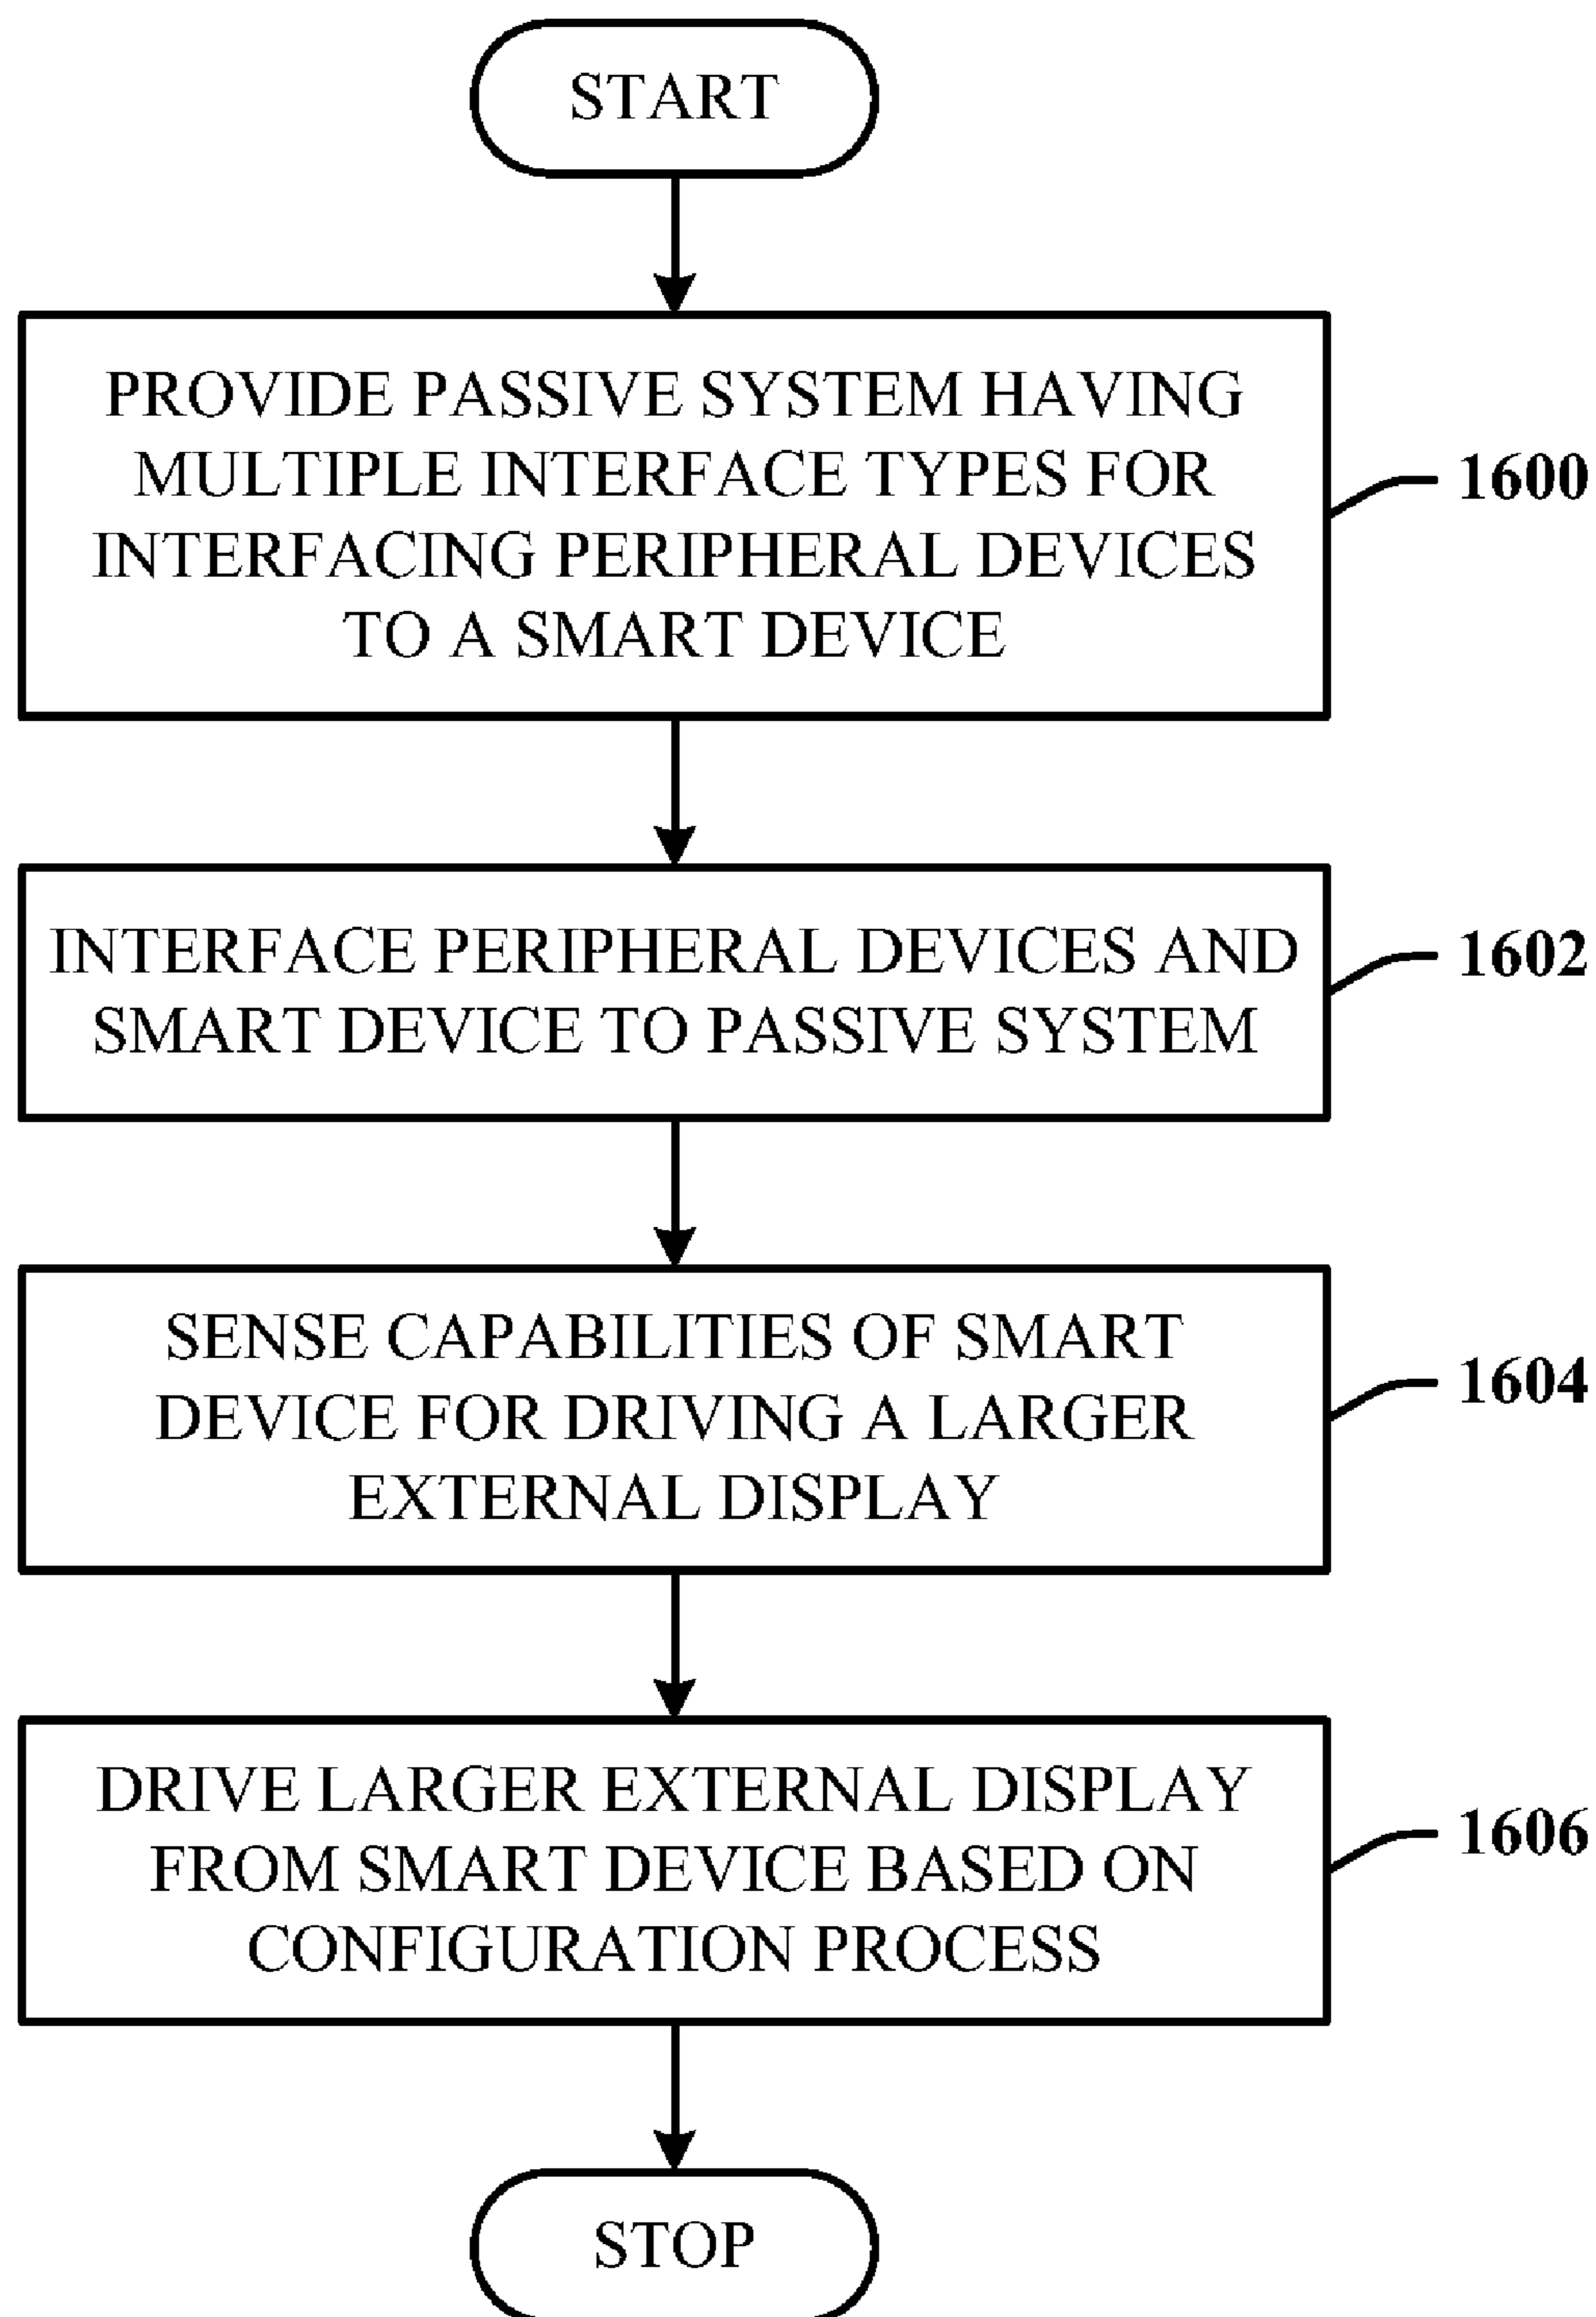 START
PROVIDE PASSIVE SYSTEM HAVING
MULTIPLE INTERFACE TYPES FOR
INTERFACING PERIPHERAL DEVICES
TO A SMART DEVICE
1600
INTERFACE PERIPHERAL DEVICES AND
SMART DEVICE TO PASSIVE SYSTEM
1602
SENSE CAPABILITIES OF SMART
DEVICE FOR DRIVING A LARGER
EXTERNAL DISPLAY
1604
DRIVE LARGER EXTERNAL DISPLAY
FROM SMART DEVICE BASED ON
CONFIGURATION PROCESS
1606
STOP